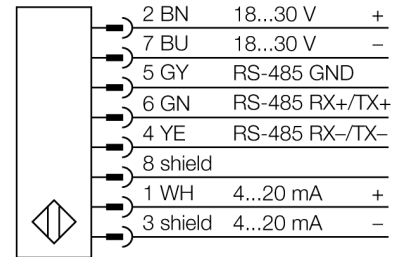 2 BN 18...30 V +
7 BU 18...30 V –
5 GY RS-485 GND
6 GN RS-485 RX+/TX+
4 YE RS-485 RX–/TX–
8 shield
1 WH 4...20 mA +
3 shield 4...20 mA –